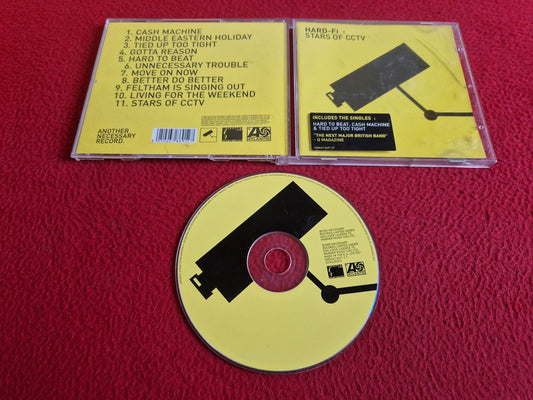 1. CASH MACHINE
2. MIDDLE EASTERN HOLIDAY
3. TIED UP TOO TIGHT
4. GOTTA REASON
5. HARD TO BEAT
6. UNNECESSARY TROUBLE
7. MOVE ON NOW
8. BETTER DO BETTER
9. FELTHAM IS SINGING OUT
10. LIVING FOR THE WEEKEND
11. STARS OF CCTV
ANOTHER
NECESSARY
RECORD.
HARD-Fi :
STARS OF CCTV
INCLUDES THE SINGLES :
HARD TO BEAT, CASH MACHINE
& TIED UP TOO TIGHT
"THE NEXT MAJOR BRITISH BAND"
- Q MAGAZINE